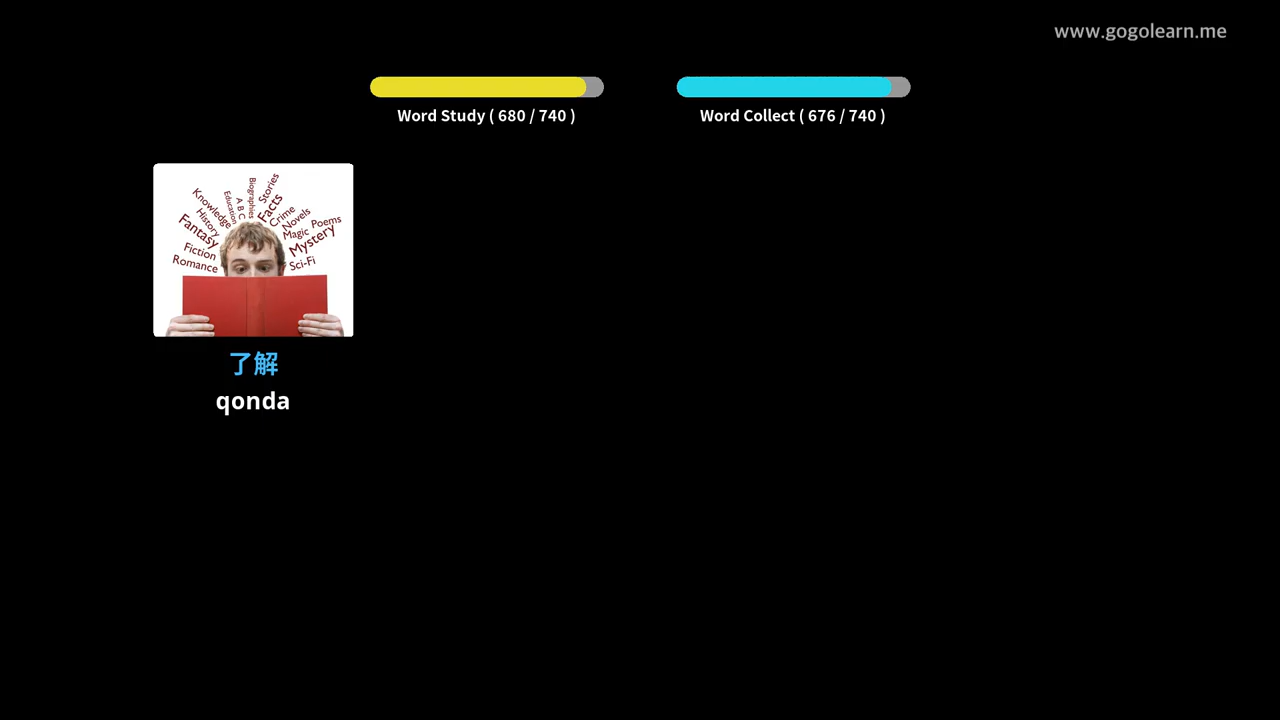 www.gogolearn.me
Word Study ( 680 / 740 )
Word Collect ( 676 / 740 )
Knowledge
History
Fantasy
Fiction
Romance
Education
A B C
Biographies
Stories
Facts
Crime
Novels
Magic
Poems
Mystery
Sci-Fi
了解
qonda